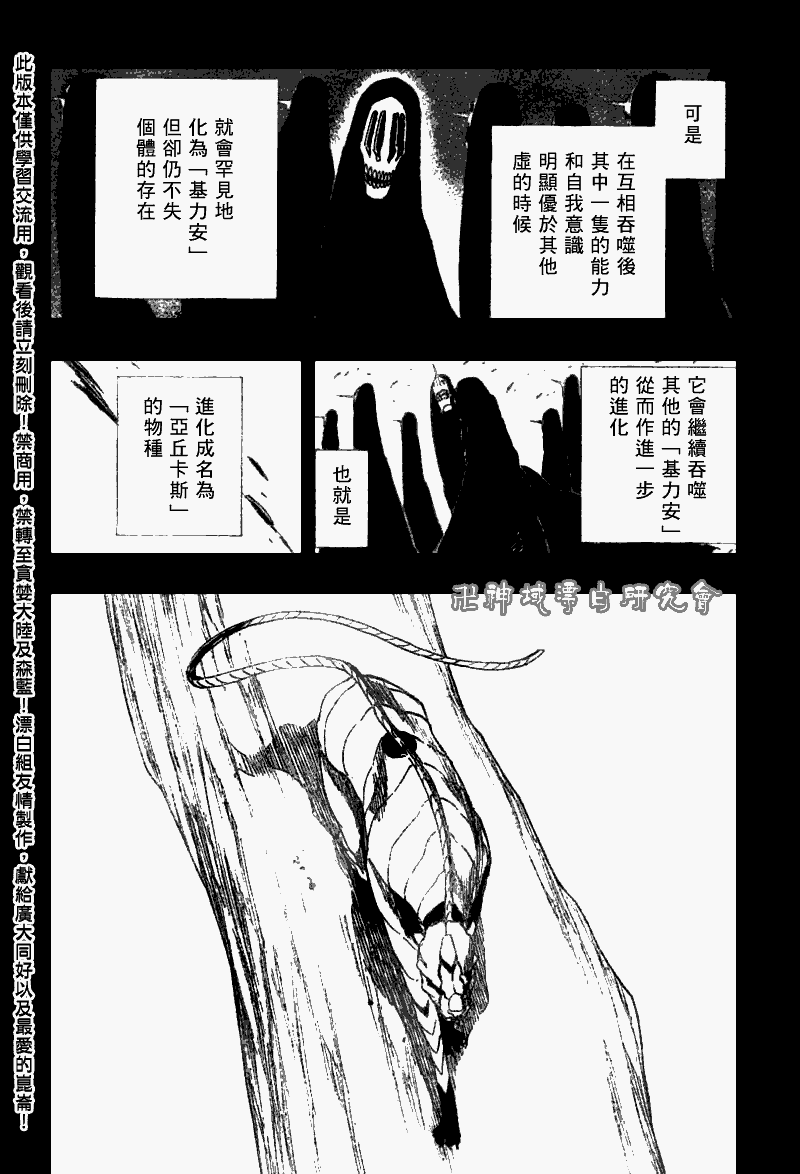 可是
在互相吞噬後
其中一隻的能力
和自我意識
明顯優於其他
虛的時候
就會罕見地
化為「基力安」
但卻仍不失
個體的存在
它會繼續吞噬
其他的「基力安」
從而作進一步
的進化
也就是
進化成名為
「亞丘卡斯」
的物種
卍神域漂白研究會
此版本僅供學習交流用，觀看後請立刻刪除！禁商用，禁轉至貪婪大陸及森藍！漂白組友情製作，獻給廣大同好以及最愛的崑崙！